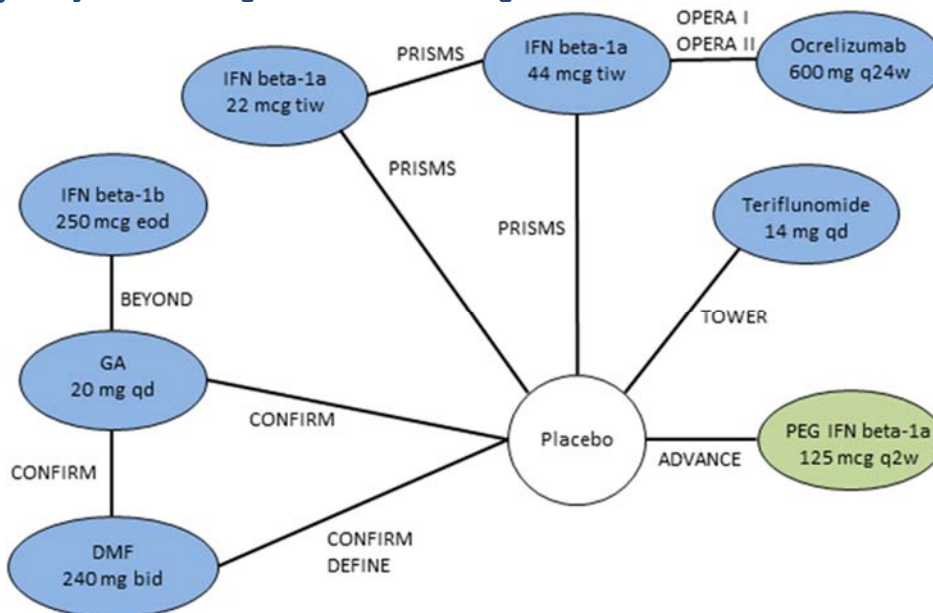 OPERA I
OPERA II
PRISMS
IFN beta-1a
44 mcg tiw
Ocrelizumab
600 mg q24w
IFN beta-1a
22 mcg tiw
PRISMS
IFN beta-1b
250 mcg eod
Teriflunomide
14 mg qd
PRISMS
BEYOND
TOWER
GA
20 mg qd
CONFIRM
Placebo
PEG IFN beta-1a
125 mcg q2w
ADVANCE
CONFIRM
CONFIRM
DEFINE
DMF
240 mg bid